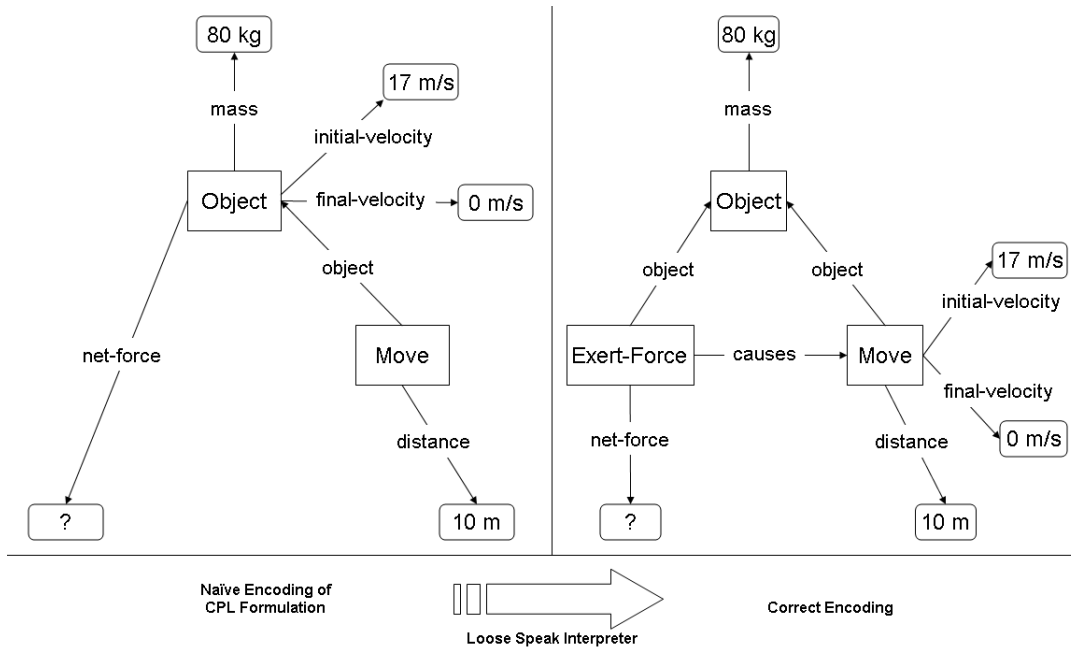 80 kg
mass
17 m/s
initial-velocity
Object
final-velocity
0 m/s
object
net-force
Move
distance
?
10 m
80 kg
mass
Object
object
object
17 m/s
initial-velocity
Exert-Force
causes
Move
final-velocity
net-force
distance
0 m/s
?
10 m
Naïve Encoding of
CPL Formulation
Loose Speak Interpreter
Correct Encoding